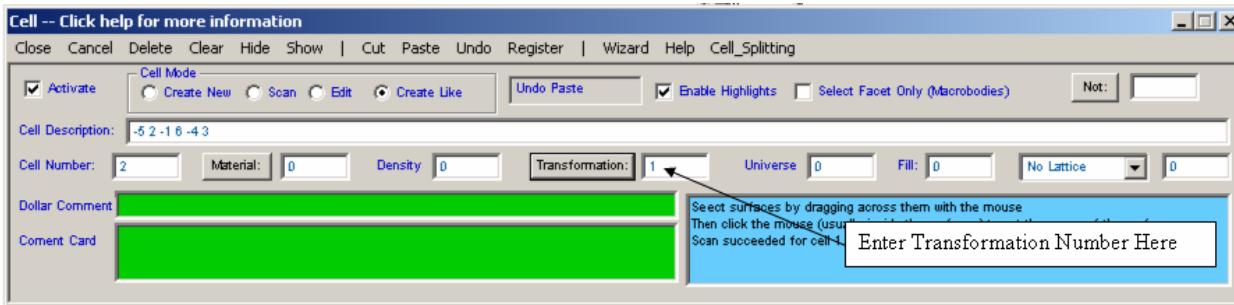 Cell -- Click help for more information
Close Cancel Delete Clear Hide Show | Cut Paste Undo Register | Wizard Help Cell_Splitting
Cell Mode
Activate Create New Scan Edit Create Like Undo Paste Enable Highlights Select Facet Only (Macrobodies) Not:
Cell Description: -5 2 -1 6 -4 3
Cell Number: 2 Material: 0 Density 0 Transformation: 1 Universe 0 Fill: 0 No Lattice 0
Dollar Comment
Coment Card
Seect surfaces by dragging across them with the mouse
Then click the mouse
Scan succeeded for cell 1
Enter Transformation Number Here